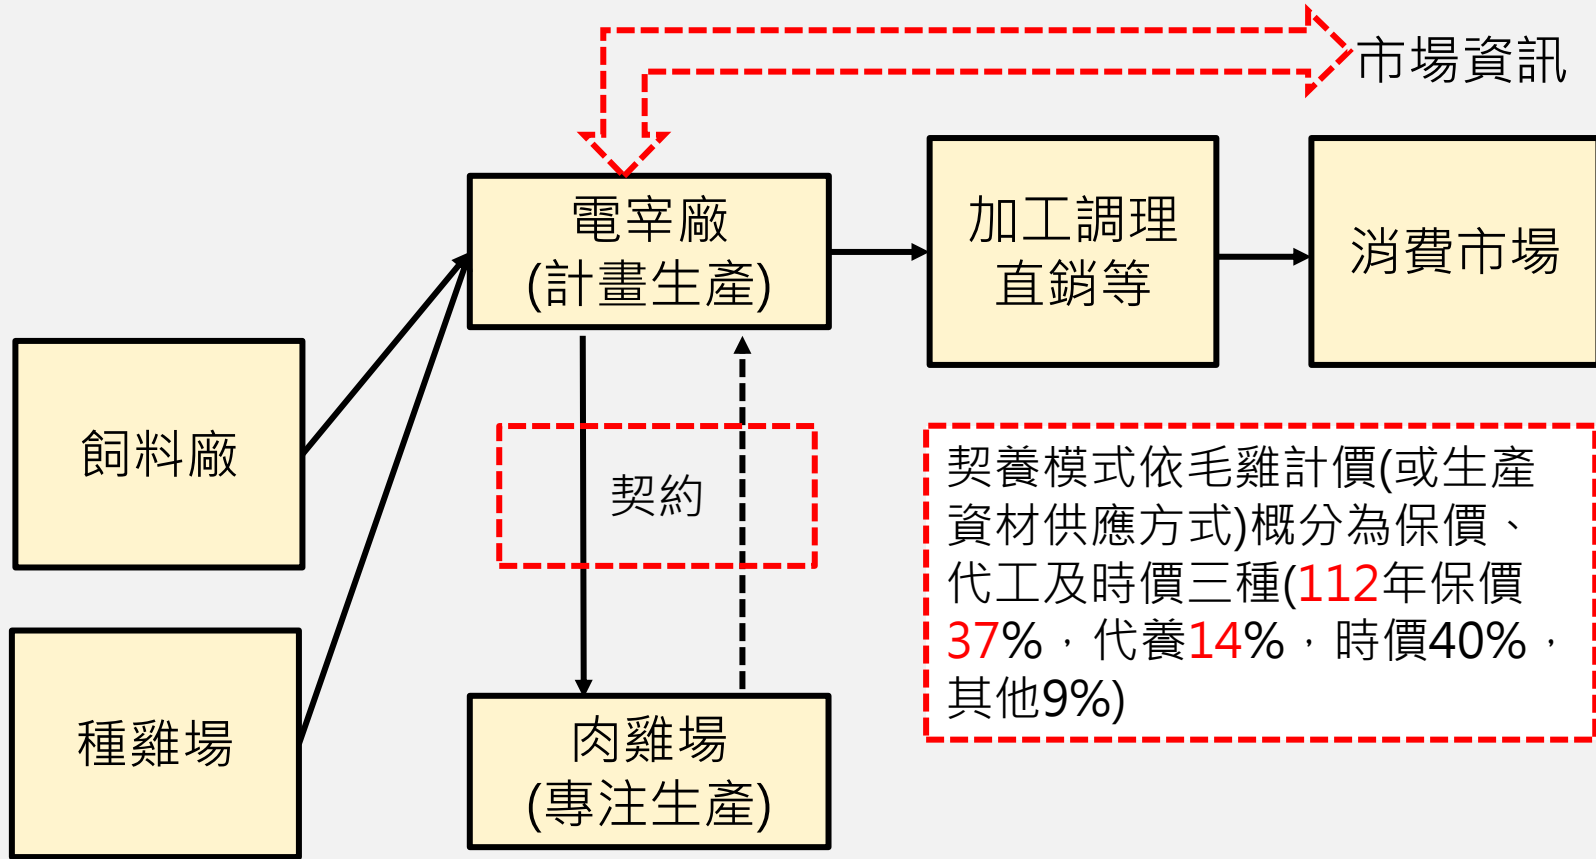 市場資訊
電宰廠
(計畫生產)
加工調理
直銷等
消費市場
飼料廠
契約
種雞場
肉雞場
(專注生產)
契養模式依毛雞計價(或生產
資材供應方式)概分為保價、
代工及時價三種(112年保價
37%，代養14%，時價40%，
其他9%)